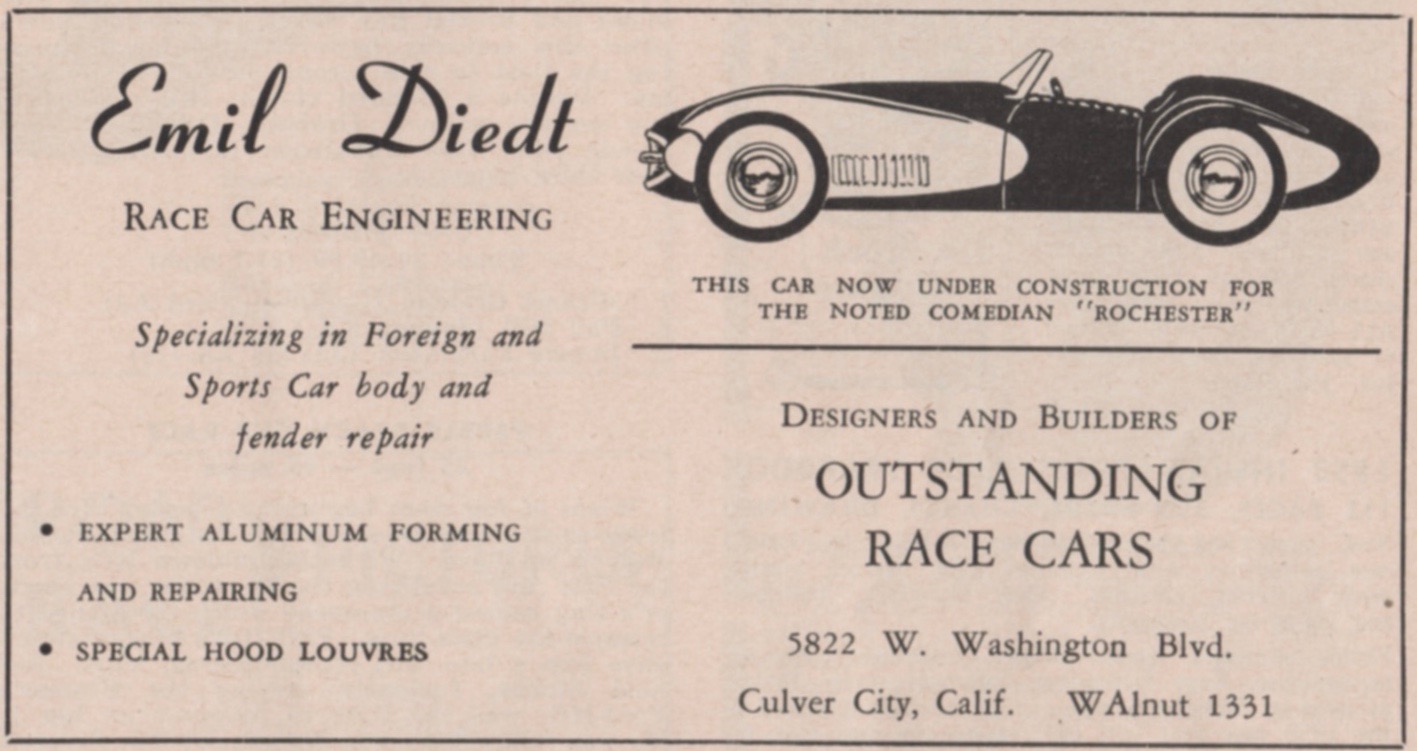 Emil Diedt
RACE CAR ENGINEERING
Specializing in Foreign and
Sports Car body and
fender repair
• EXPERT ALUMINUM FORMING
AND REPAIRING
• SPECIAL HOOD LOUVRES
THIS CAR NOW UNDER CONSTRUCTION FOR
THE NOTED COMEDIAN "ROCHESTER"
DESIGNERS AND BUILDERS OF
OUTSTANDING
RACE CARS
5822 W. Washington Blvd.
Culver City, Calif. WAlnut 1331